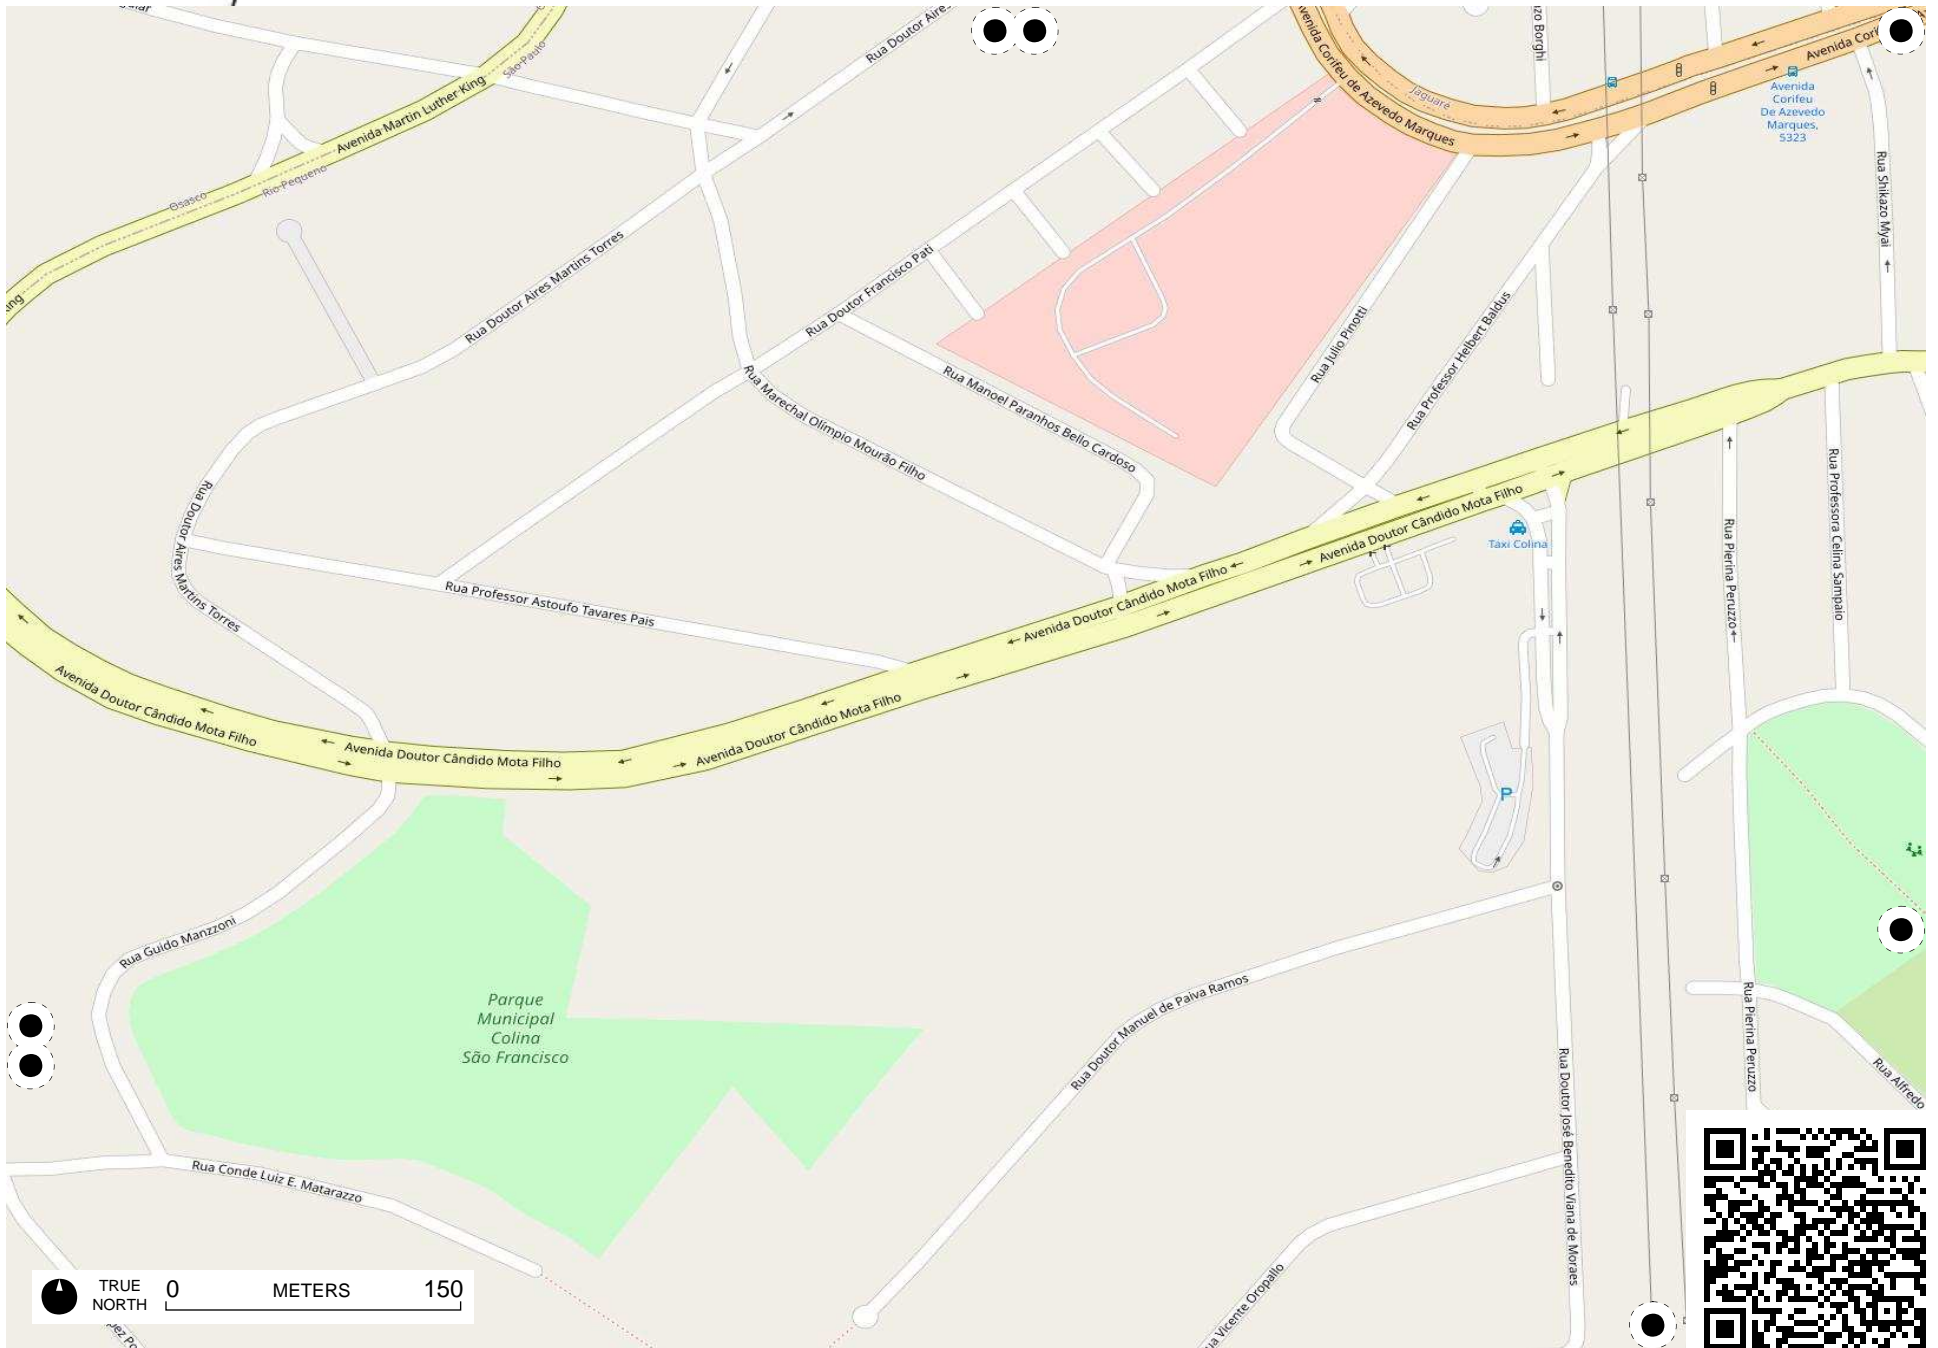 Rua Doutor Aires
Avenida Martin Luther King
São Paulo
Osasco
Rio Pequeno
Avenida Corifeu de Azevedo Marques
Jaguaré
Avenida
Corifeu
De Azevedo
Marques,
5323
Rua Shikazo Myai
Rua Doutor Aires Martins Torres
Rua Doutor Francisco Pati
Rua Julio Pinotti
Rua Professor Helbert Baldus
Rua Manoel Paranhos Bello Cardoso
Rua Marechal Olimpio Mourão Filho
Rua Doutor Aires Martins Torres
Rua Professor Astoufo Tavares Pais
Avenida Doutor Cândido Mota Filho
Avenida Doutor Cândido Mota Filho
Taxi Colina
Rua Pierina Peruzzo
Rua Professora Celina Sampaio
Avenida Doutor Cândido Mota Filho
Avenida Doutor Cândido Mota Filho
Avenida Doutor Cândido Mota Filho
P
Rua Guido Manzzoni
Parque
Municipal
Colina
São Francisco
Rua Doutor Manuel de Paiva Ramos
Rua Pierina Peruzzo
Rua Alfredo
Rua Doutor José Benedito Viana de Moraes
Rua Conde Luiz E. Matarazzo
Vicente Oropallo
TRUE
NORTH
0 METERS 150